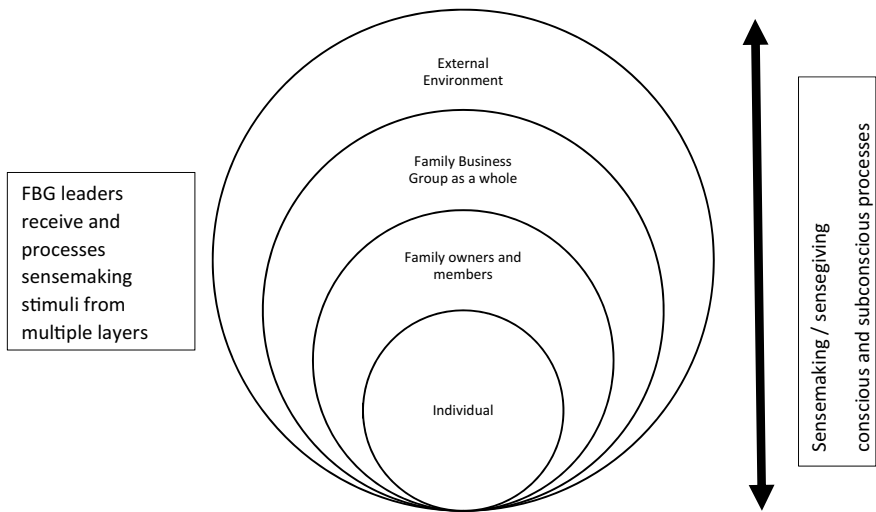 External
Environment
Family Business
Group as a whole
FBG leaders
receive and
processes
sensemaking
stimuli from
multiple layers
Family owners and
members
Individual
Sensemaking / sensegiving
conscious and subconscious processes